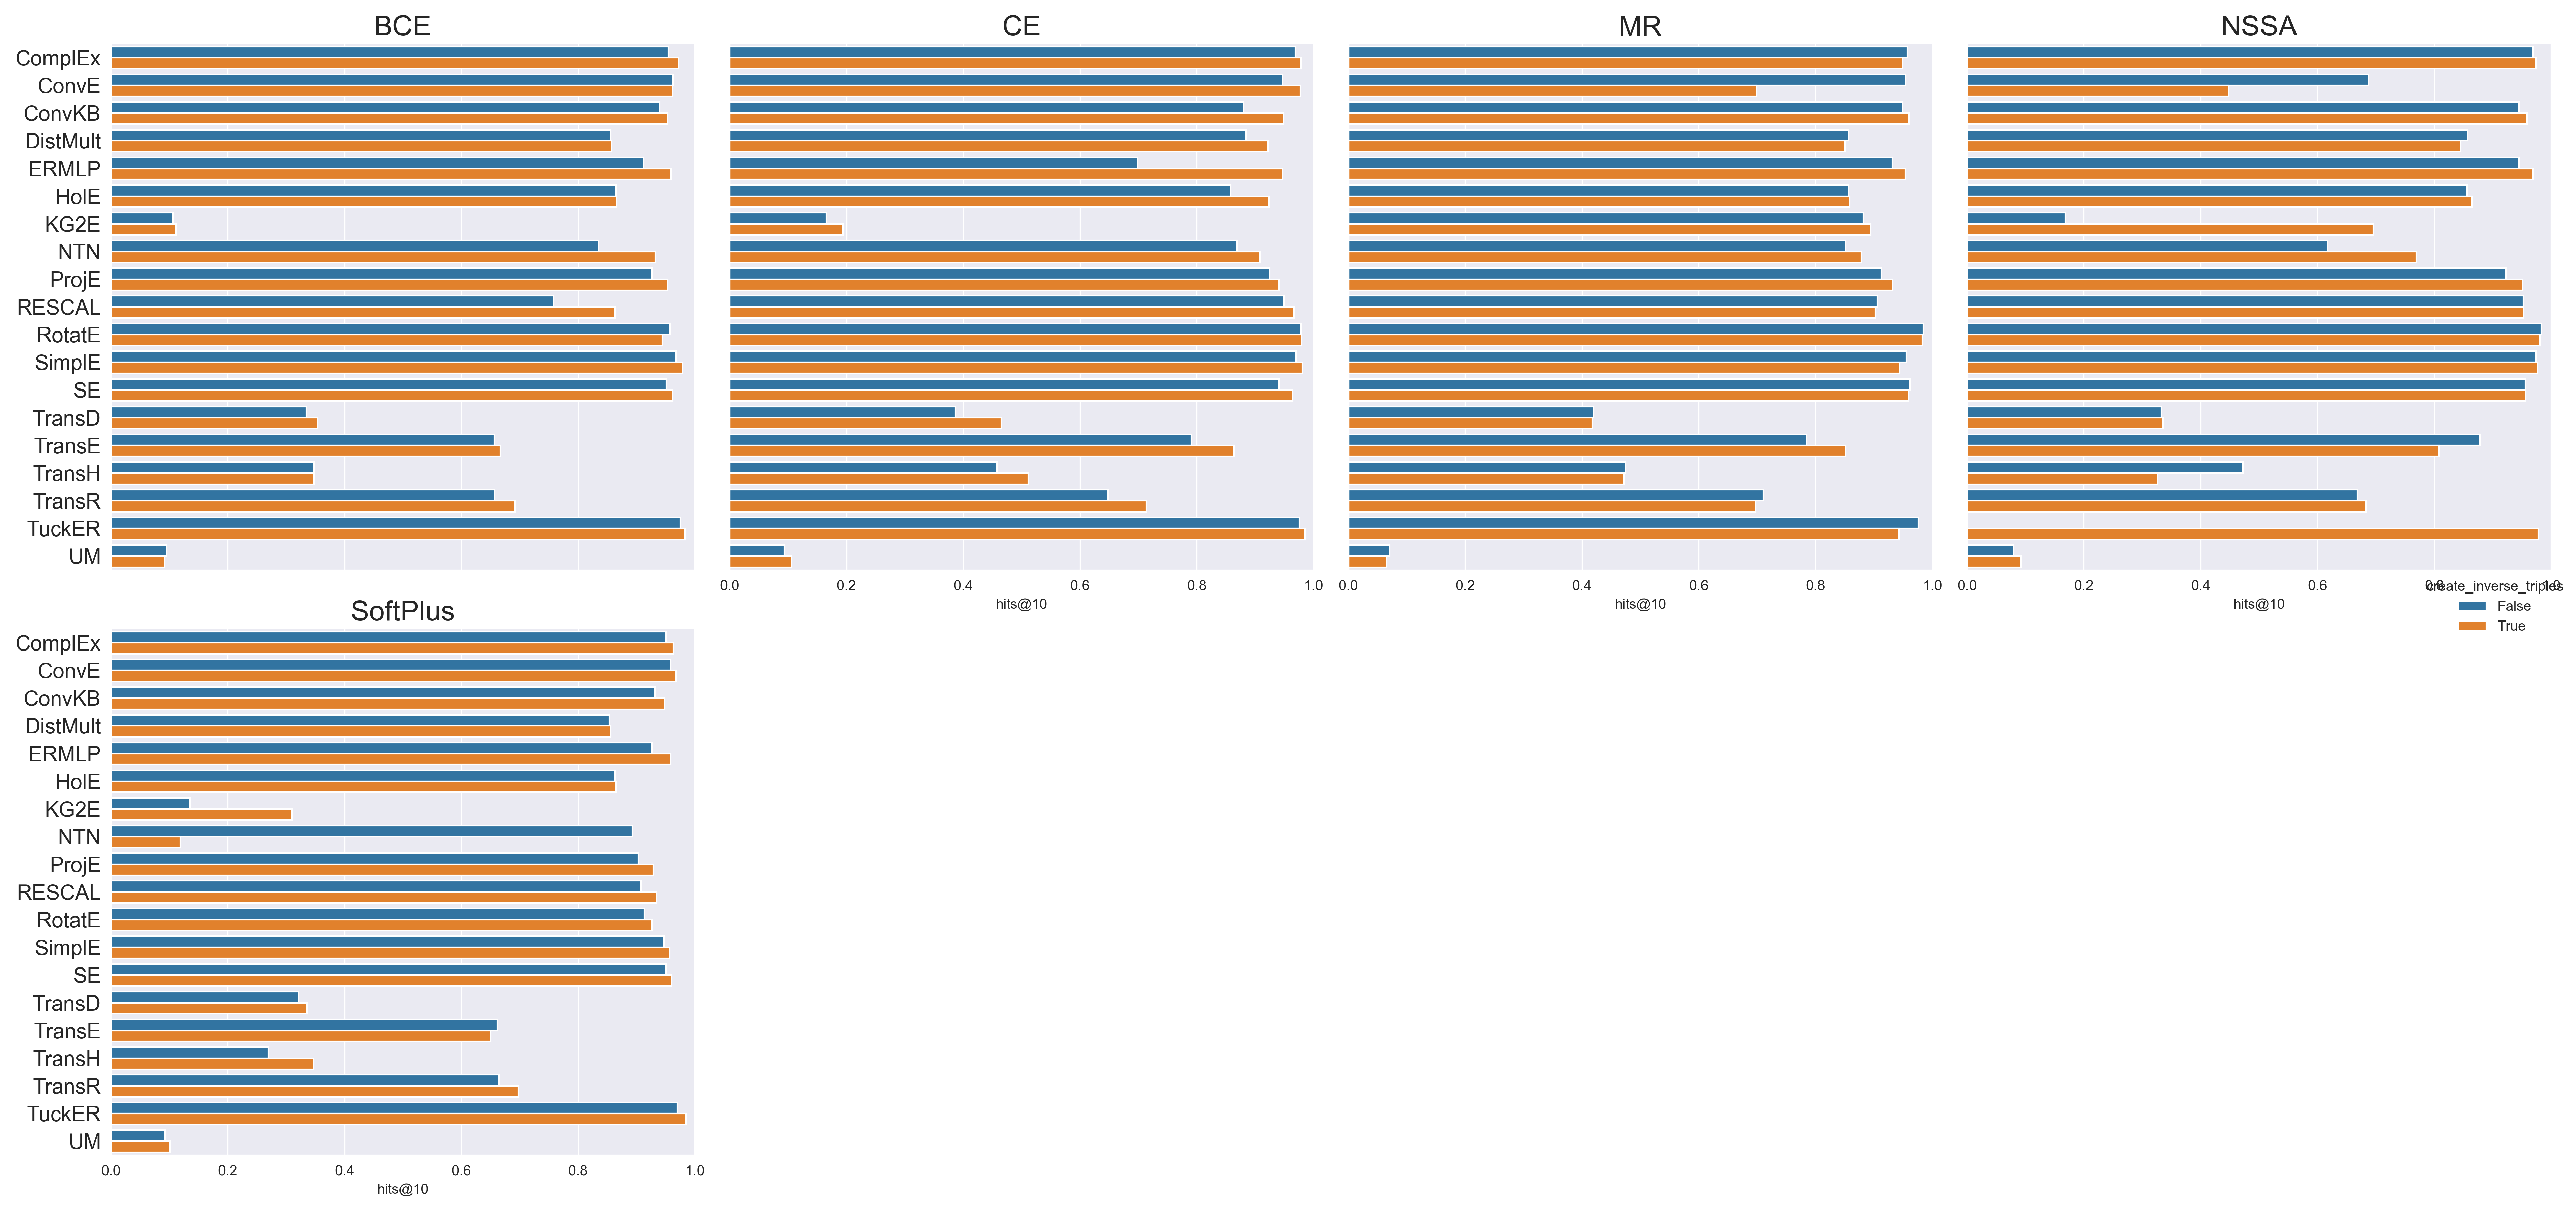 BCE
CE
MR
NSSA
ComplEx
ConvE
ConvKB
DistMult
ERMLP
HolE
KG2E
NTN
ProjE
RESCAL
RotatE
SimplE
SE
TransD
TransE
TransH
TransR
TuckER
UM
0.0 0.2 0.4 0.6 0.8 1.0
hits@10
0.0 0.2 0.4 0.6 0.8 1.0
hits@10
0.0 0.2 0.4 0.6 0.8 1.0
hits@10
create_inverse_triples
False
True
SoftPlus
ComplEx
ConvE
ConvKB
DistMult
ERMLP
HolE
KG2E
NTN
ProjE
RESCAL
RotatE
SimplE
SE
TransD
TransE
TransH
TransR
TuckER
UM
0.0 0.2 0.4 0.6 0.8 1.0
hits@10